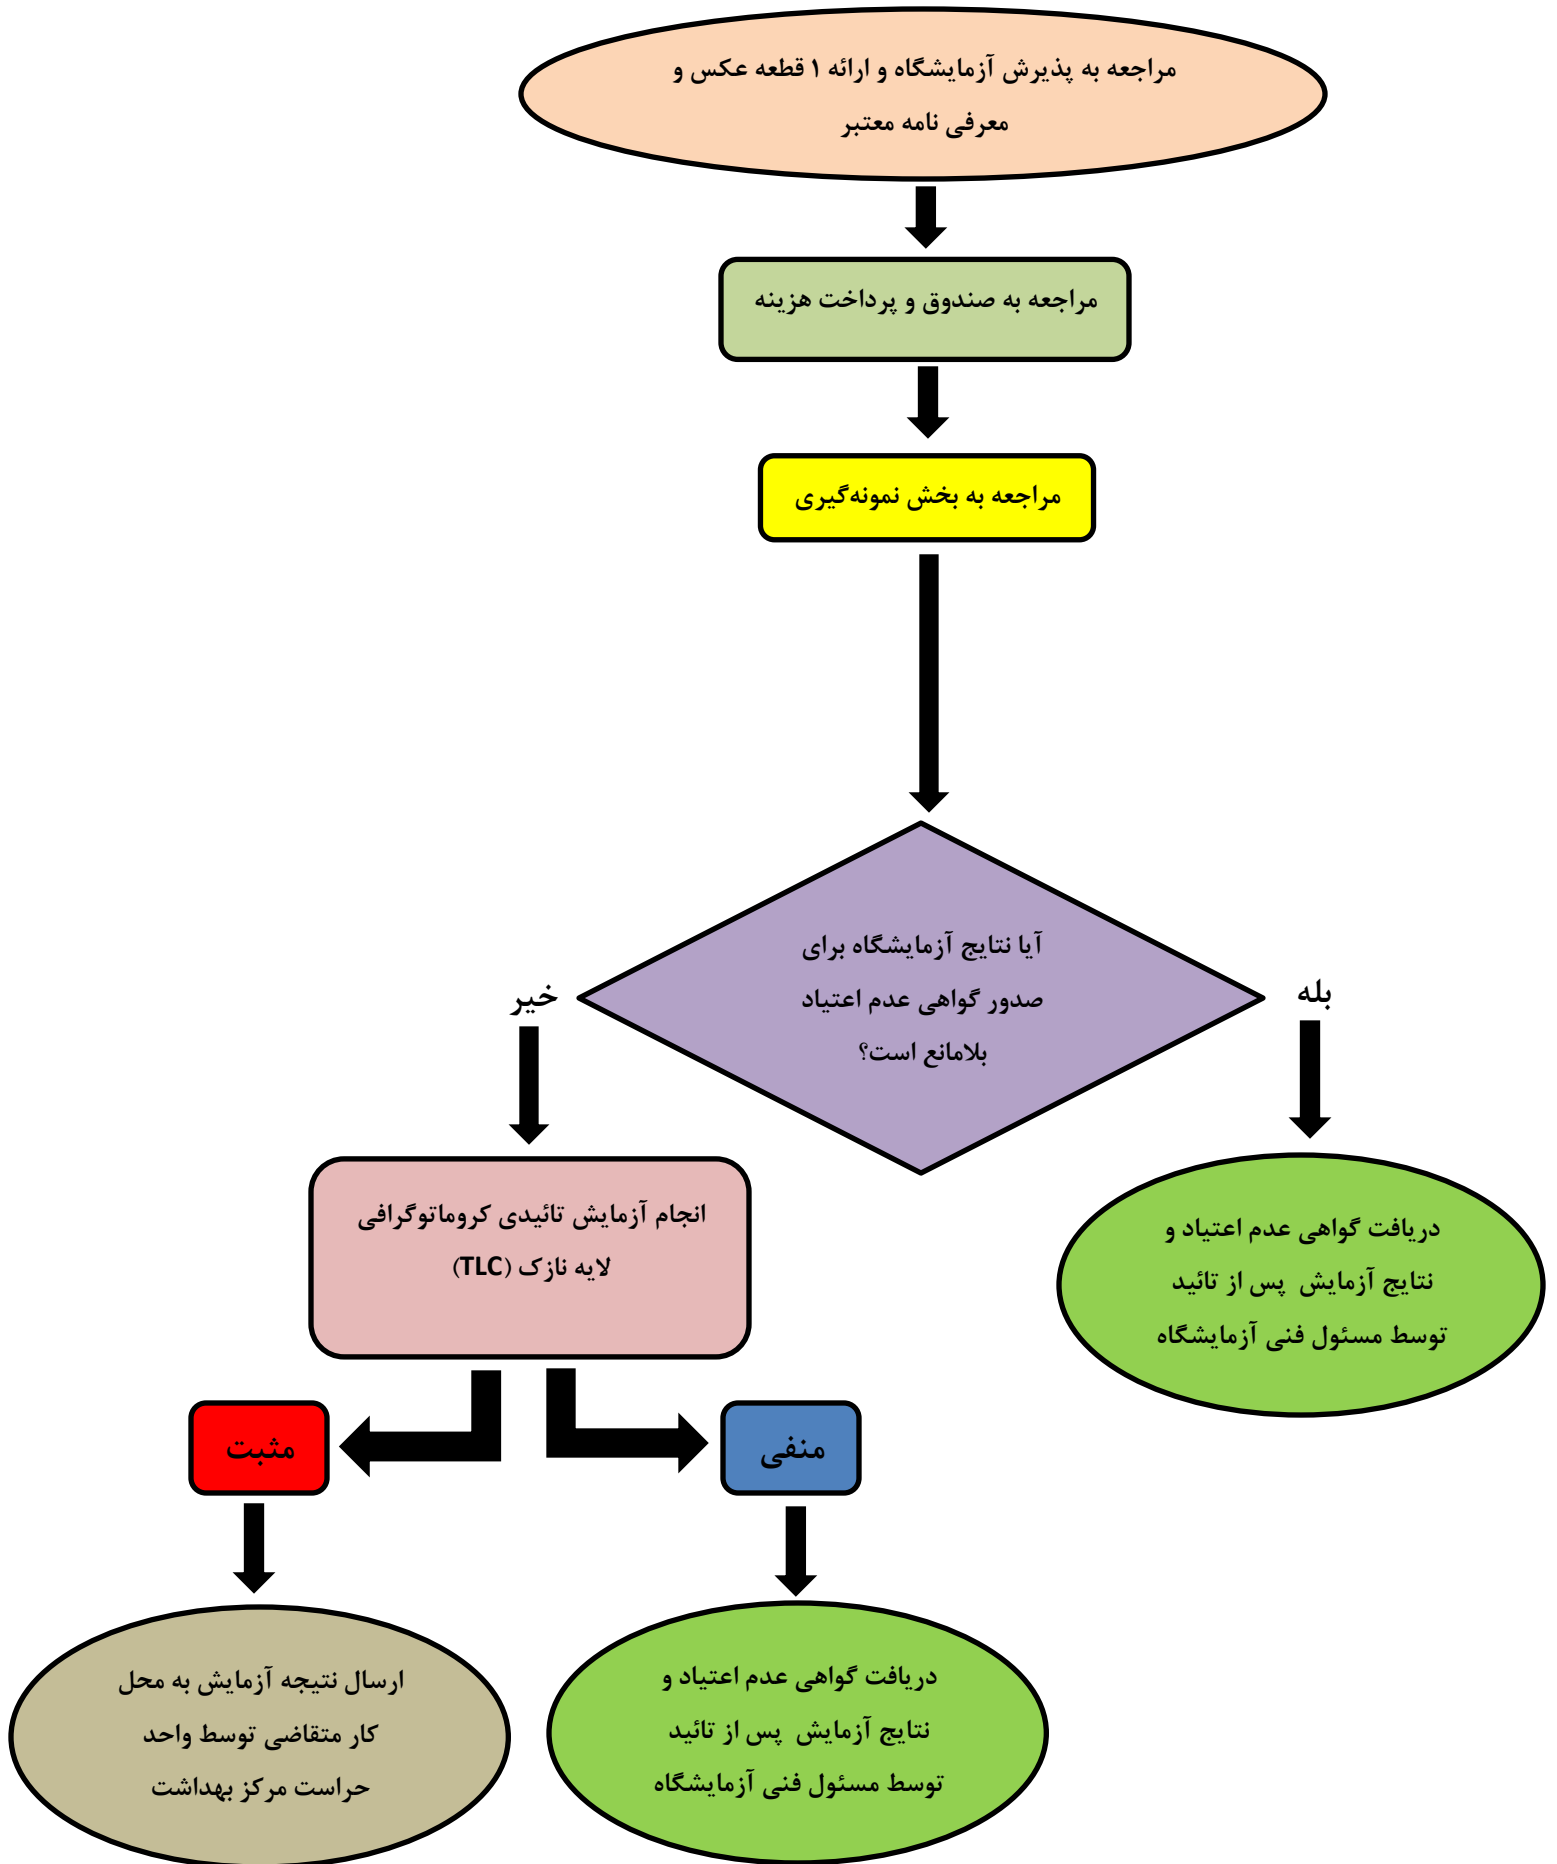 مراجعه به پذیرش آزمایشگاه و ارائه ۱ قطعه عکس و
معرفی نامه معتبر
مراجعه به صندوق و پرداخت هزینه
مراجعه به بخش نمونه‌گیری
آیا نتایج آزمایشگاه برای
صدور گواهی عدم اعتیاد
بلامانع است؟
بله
خیر
دریافت گواهی عدم اعتیاد و
نتایج آزمایش پس از تائید
توسط مسئول فنی آزمایشگاه
انجام آزمایش تائیدی کروماتوگرافی
لایه نازک (TLC)
منفی
مثبت
دریافت گواهی عدم اعتیاد و
نتایج آزمایش پس از تائید
توسط مسئول فنی آزمایشگاه
ارسال نتیجه آزمایش به محل
کار متقاضی توسط واحد
حراست مرکز بهداشت